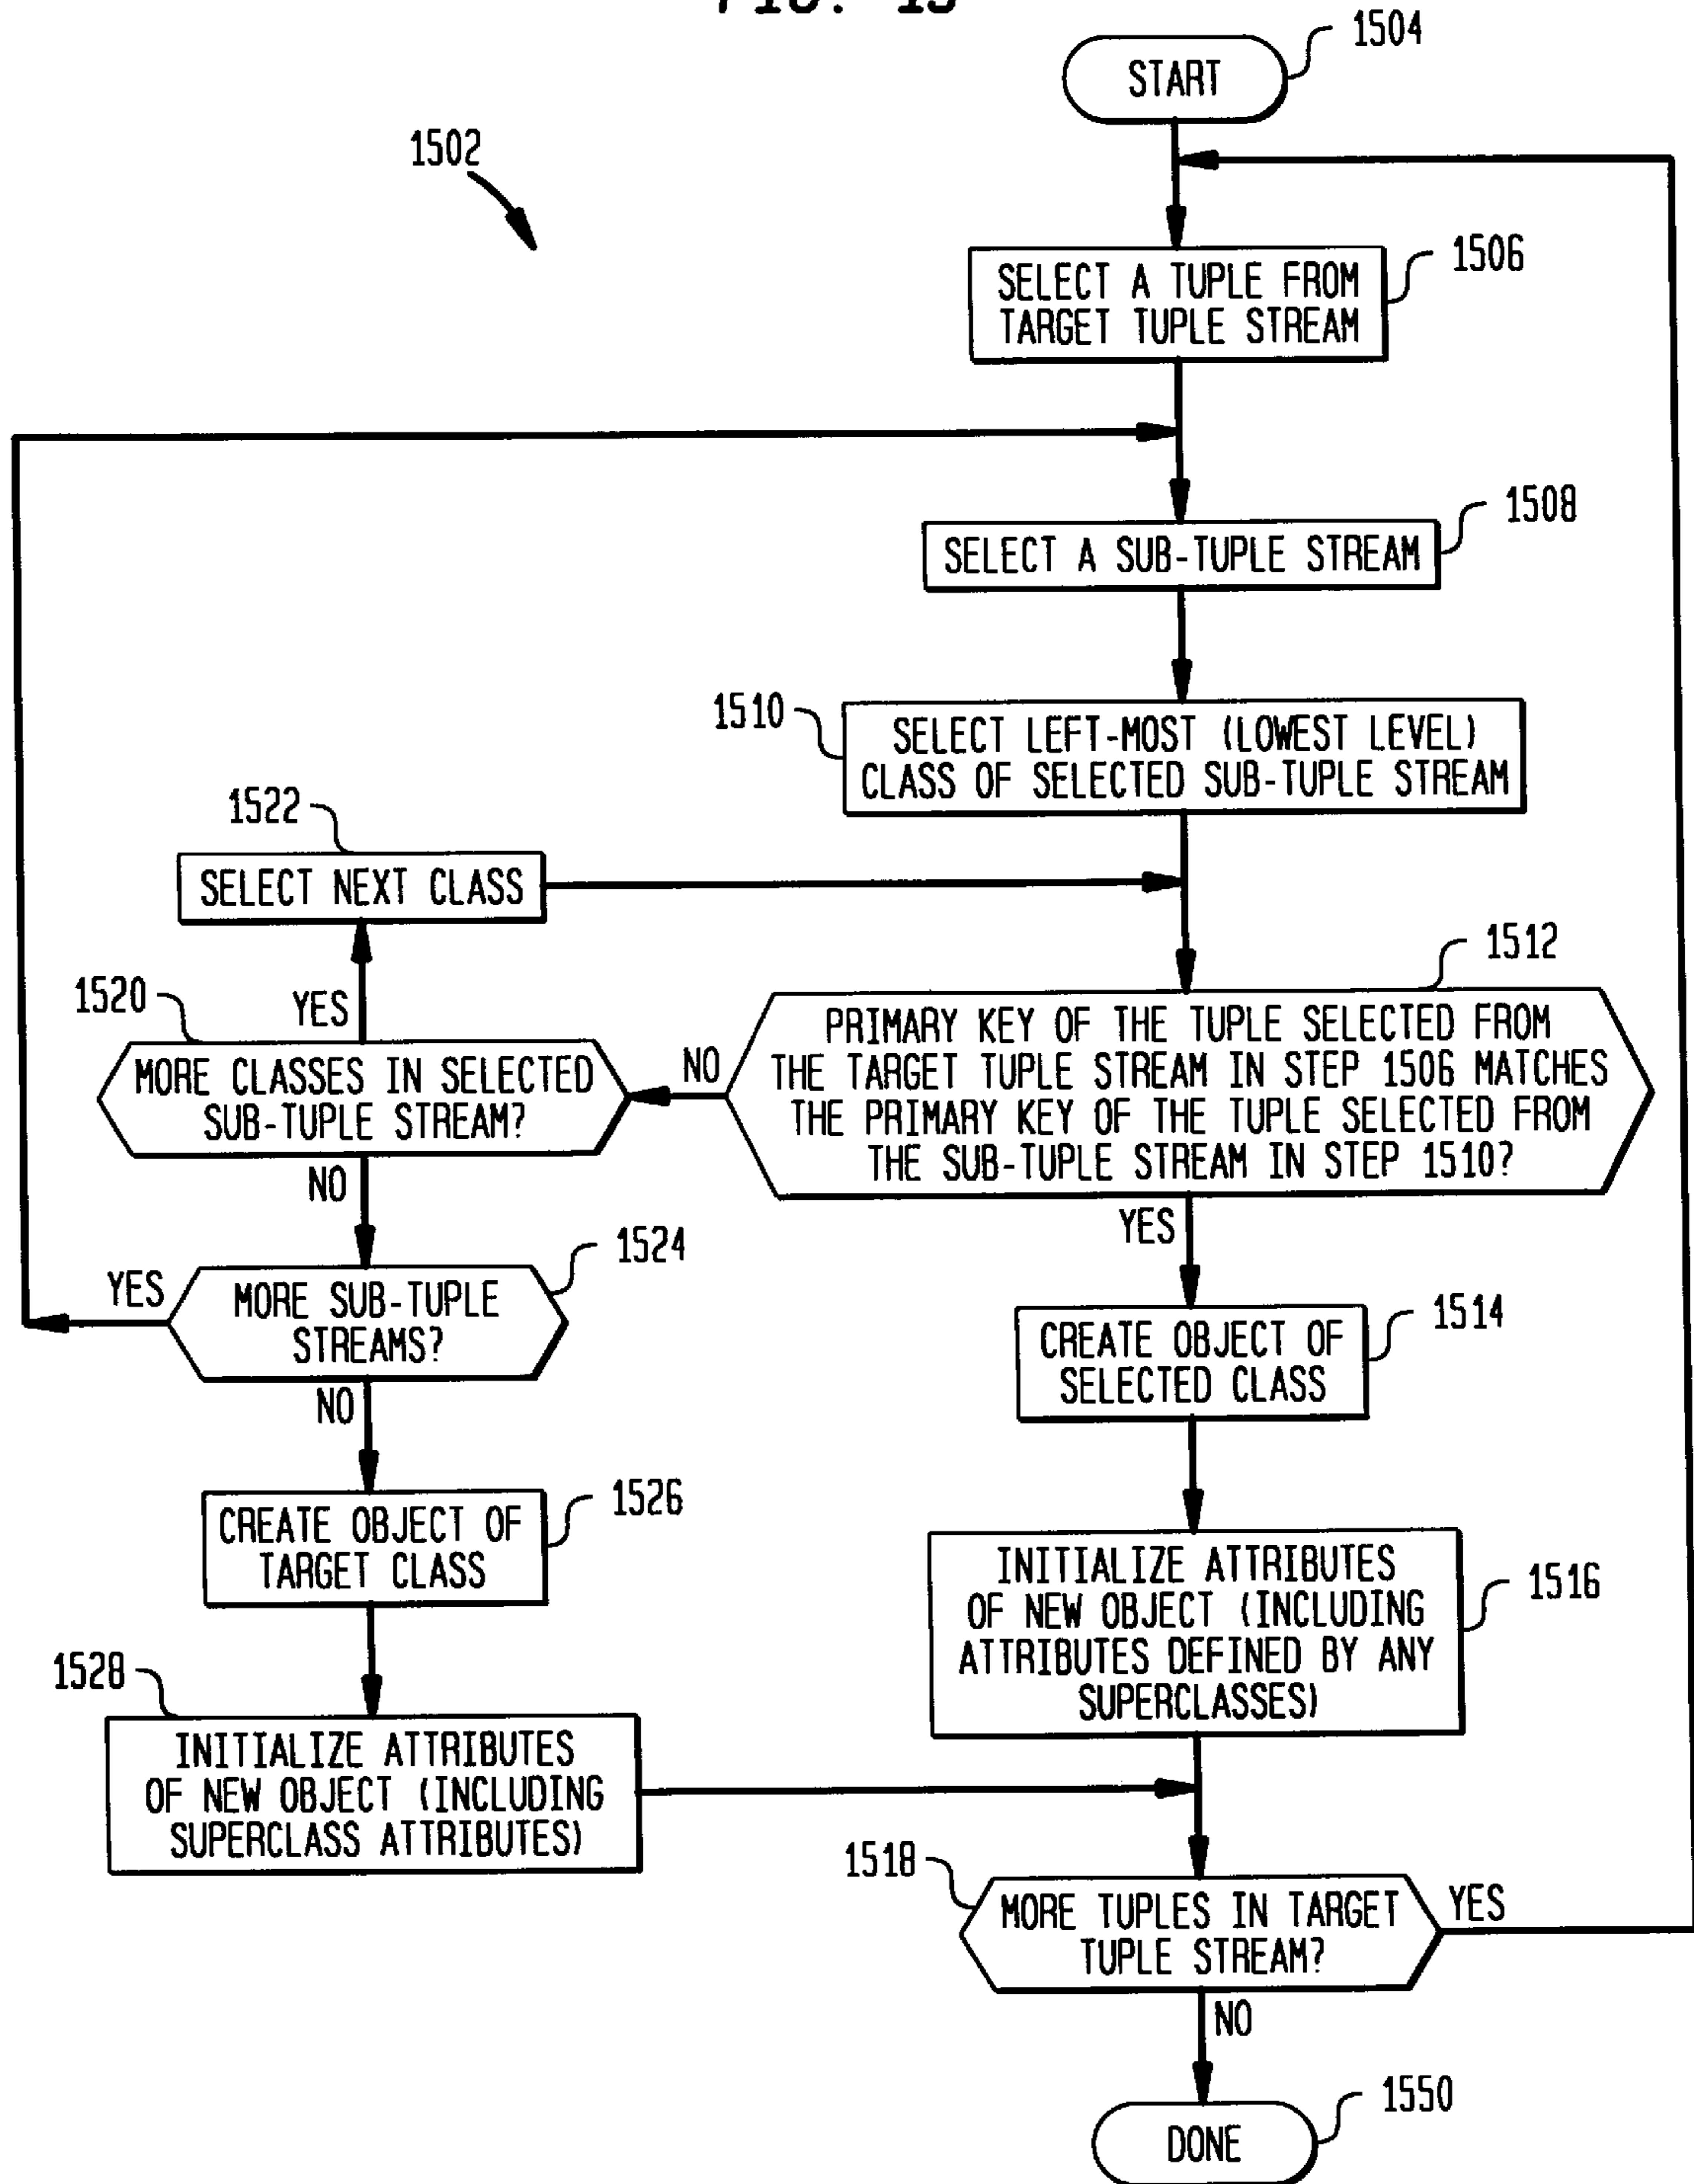 1504
START
1502
1506
SELECT A TUPLE FROM
TARGET TUPLE STREAM
1508
SELECT A SUB-TUPLE STREAM
1510
SELECT LEFT-MOST (LOWEST LEVEL)
CLASS OF SELECTED SUB-TUPLE STREAM
1522
SELECT NEXT CLASS
1512
PRIMARY KEY OF THE TUPLE SELECTED FROM
THE TARGET TUPLE STREAM IN STEP 1506 MATCHES
THE PRIMARY KEY OF THE TUPLE SELECTED FROM
THE SUB-TUPLE STREAM IN STEP 1510?
NO
YES
1520
YES
MORE CLASSES IN SELECTED
SUB-TUPLE STREAM?
NO
1524
YES
MORE SUB-TUPLE
STREAMS?
NO
1514
CREATE OBJECT OF
SELECTED CLASS
1526
CREATE OBJECT OF
TARGET CLASS
1516
INITIALIZE ATTRIBUTES
OF NEW OBJECT (INCLUDING
ATTRIBUTES DEFINED BY ANY
SUPERCLASSES)
1528
INITIALIZE ATTRIBUTES
OF NEW OBJECT (INCLUDING
SUPERCLASS ATTRIBUTES)
1518
MORE TUPLES IN TARGET
TUPLE STREAM?
YES
NO
1550
DONE